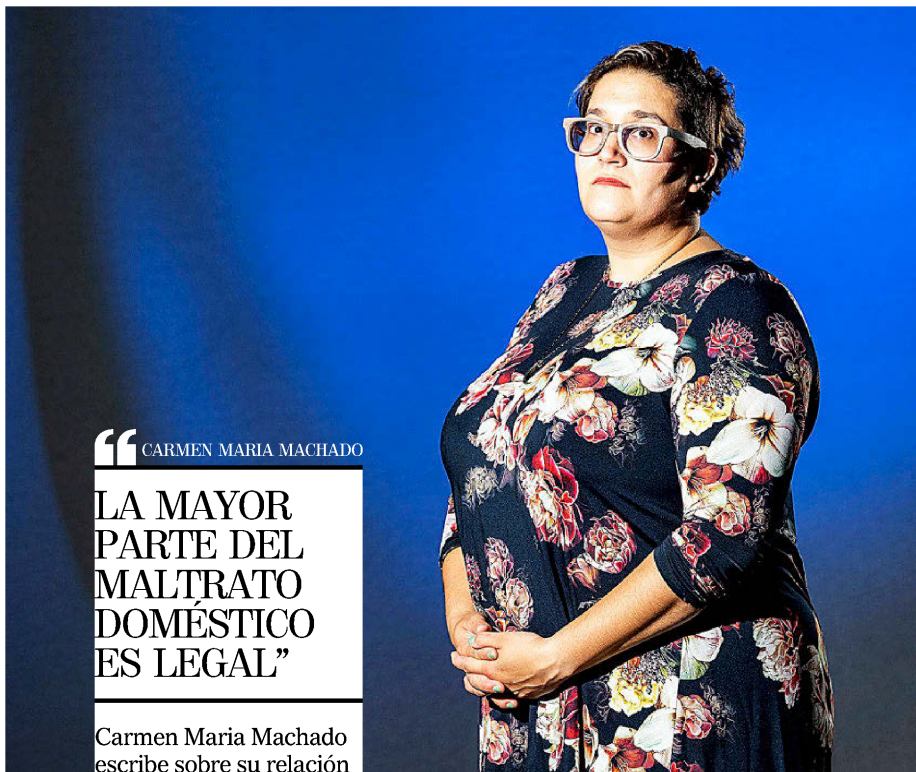 “ CARMEN MARIA MACHADO
LA MAYOR
PARTE DEL
MALTRATO
DOMÉSTICO
ES LEGAL”
Carmen Maria Machado
escribe sobre su relación